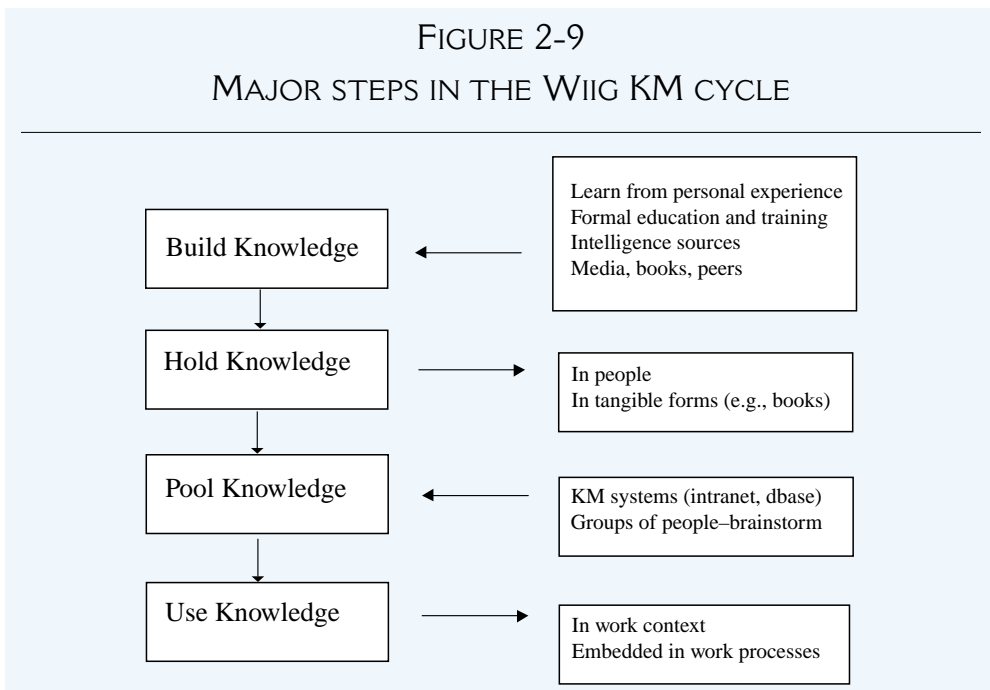 FIGURE 2-9
MAJOR STEPS IN THE WIIG KM CYCLE
Build Knowledge
Learn from personal experience
Formal education and training
Intelligence sources
Media, books, peers
Hold Knowledge
In people
In tangible forms (e.g., books)
Pool Knowledge
KM systems (intranet, dbase)
Groups of people–brainstorm
Use Knowledge
In work context
Embedded in work processes